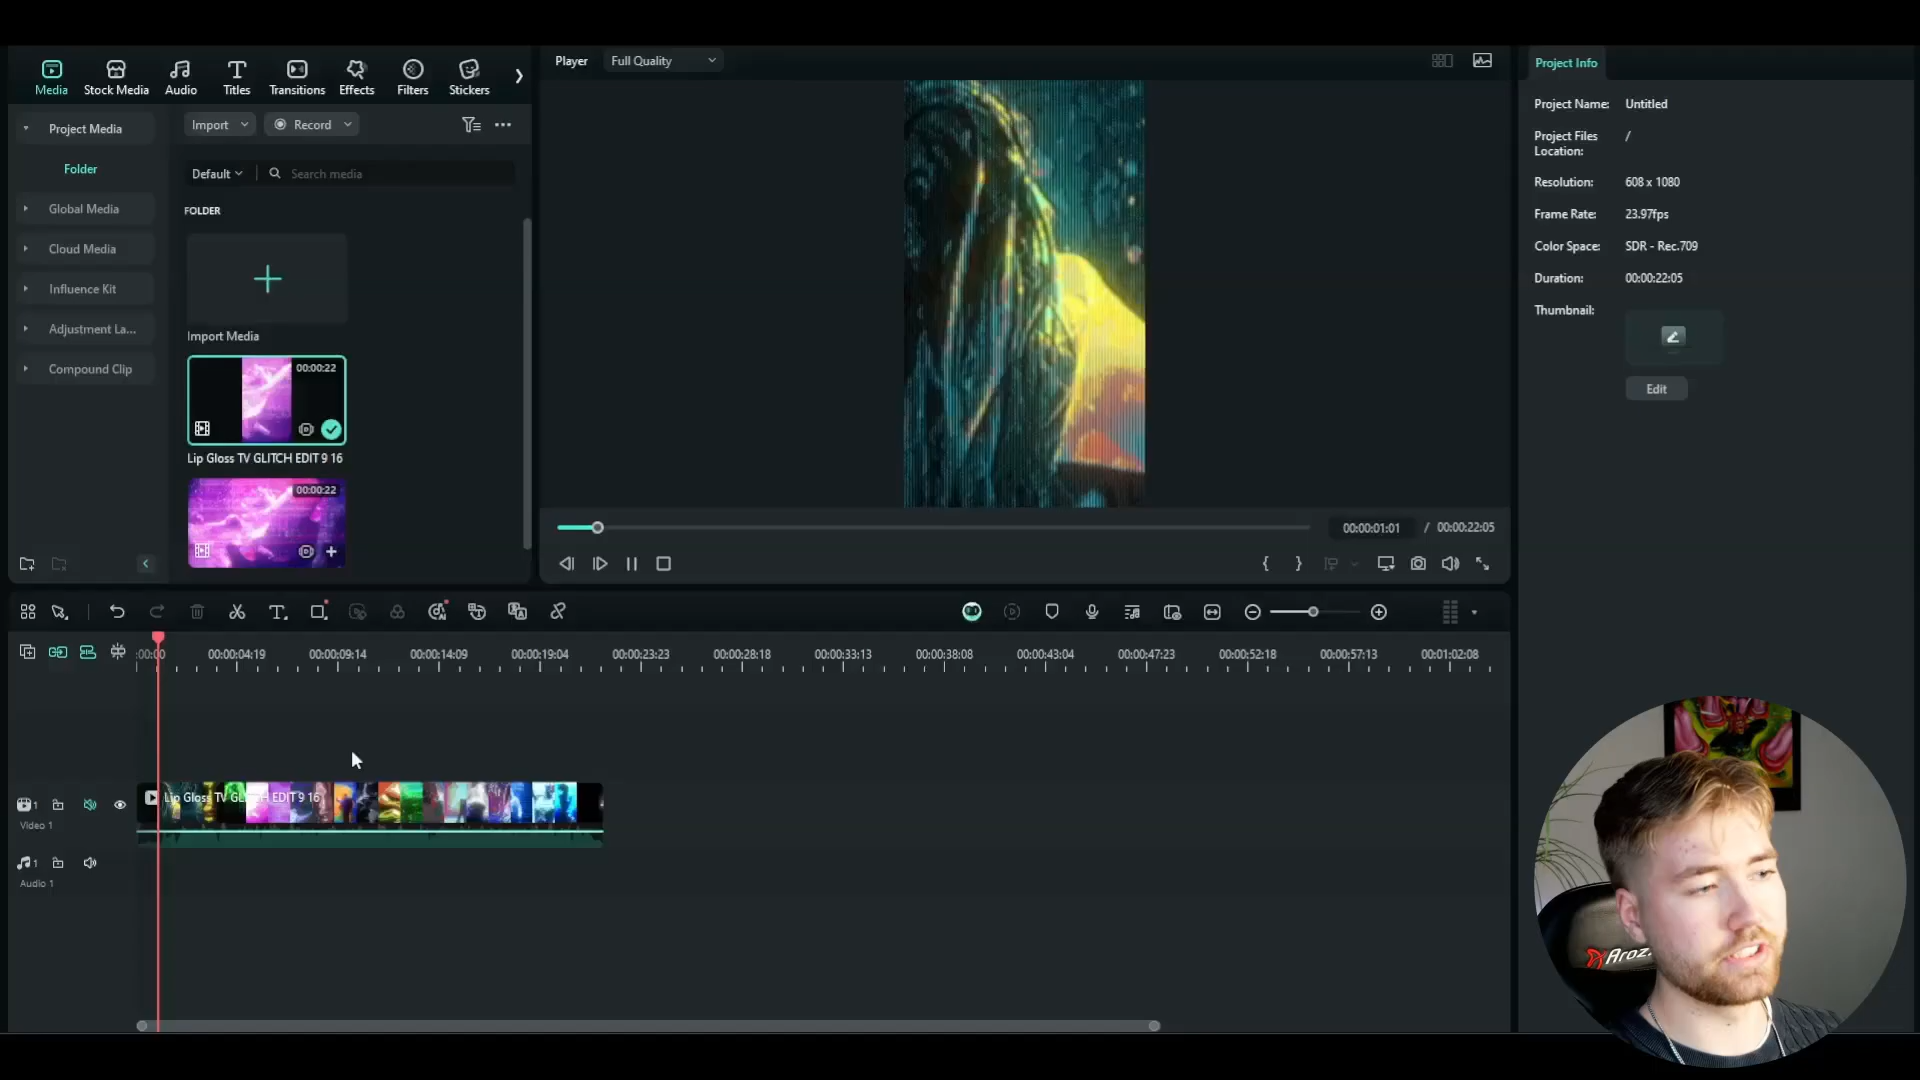 Media
Stock Media
Audio
Titles
Transitions
Effects
Filters
Stickers
Player
Full Quality
Project Info
Project Media
Folder
Global Media
Cloud Media
Influence Kit
Adjustment La...
Compound Clip
Import
Record
Default
Search media
FOLDER
Import Media
00:00:22
Lip Gloss TV GLITCH EDIT 9 16
00:00:22
00:00:01:01 / 00:00:22:05
Project Name: Untitled
Project Files Location: /
Resolution: 608 x 1080
Frame Rate: 23.97fps
Color Space: SDR - Rec.709
Duration: 00:00:22:05
Thumbnail:
Edit
:00:00 00:00:04:19 00:00:09:14 00:00:14:09 00:00:19:04 00:00:23:23 00:00:28:18 00:00:33:13 00:00:38:08 00:00:43:04 00:00:47:23 00:00:52:18 00:00:57:13 00:01:02:08
Lip Gloss TV GLITCH EDIT 9 16
1
Video 1
1
Audio 1
Aroz